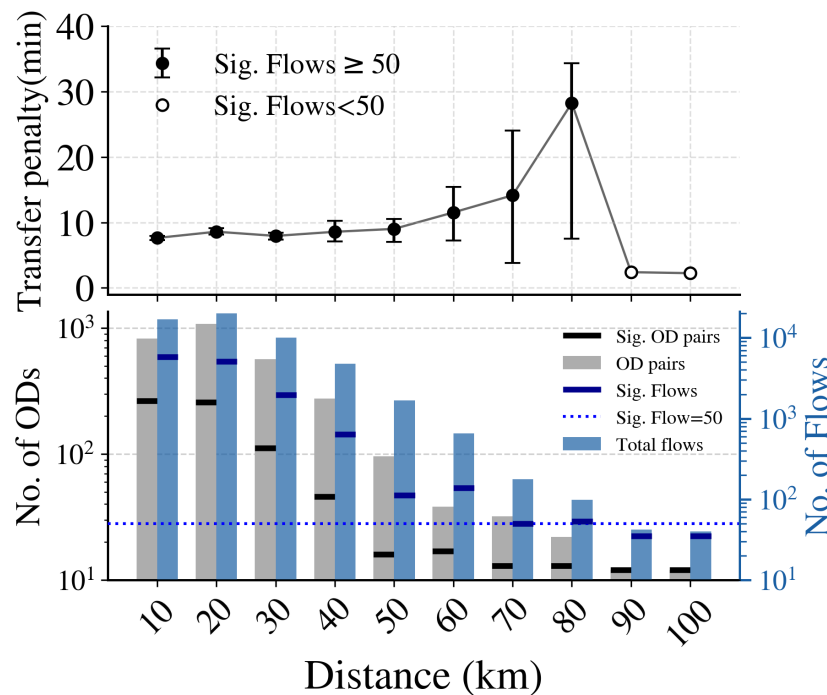 Transfer penalty(min)
40
30
20
10
0
Sig. Flows ≥ 50
Sig. Flows<50
No. of ODs
10³
10²
10¹
Sig. OD pairs
OD pairs
Sig. Flows
Sig. Flow=50
Total flows
10⁴
10³
10²
10¹
No. of Flows
10 20 30 40 50 60 70 80 90 100
Distance (km)